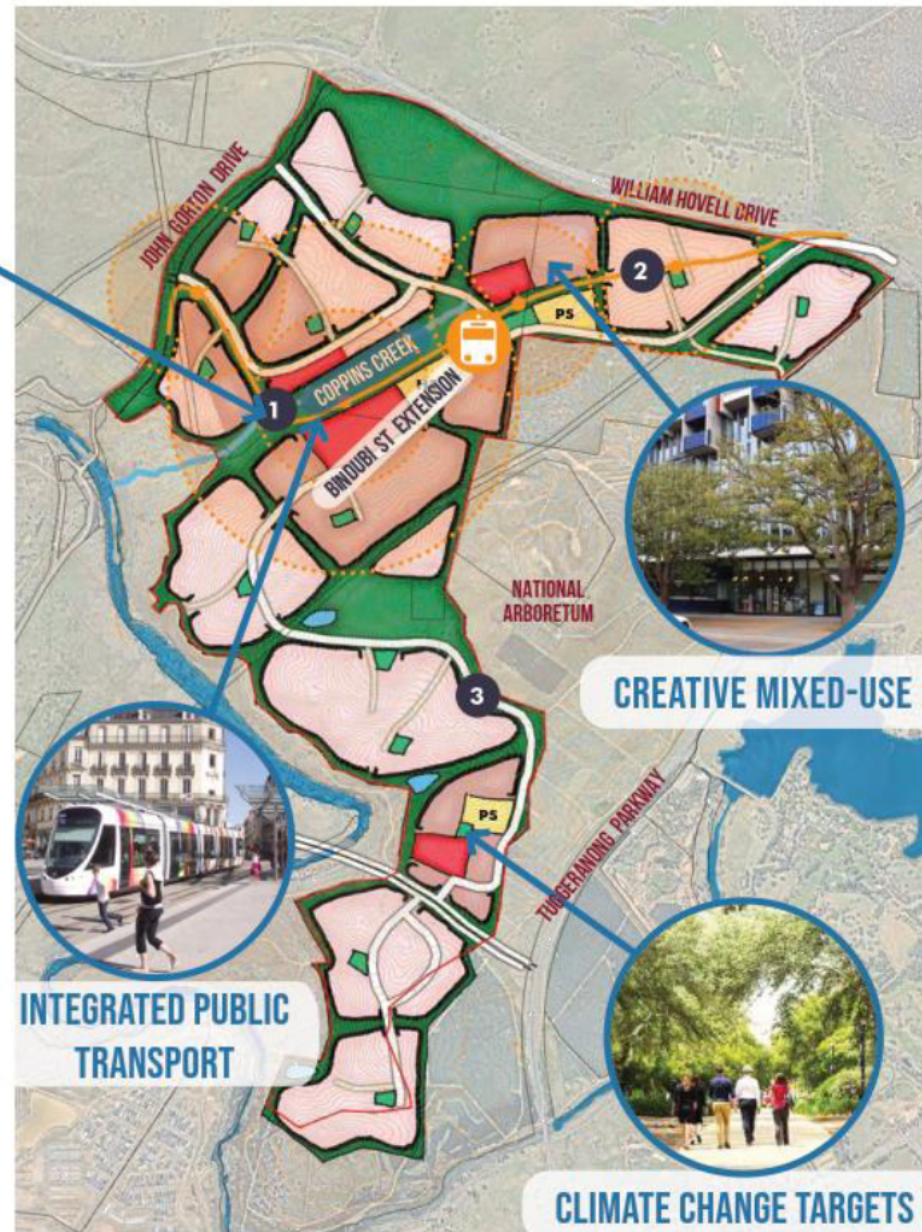 JOHN GORTON DRIVE
WILLIAM HOVELL DRIVE
2
PS
COPPINS CREEK
1
BINDUBI ST EXTENSION
NATIONAL
ARBORETUM
CREATIVE MIXED-USE
3
PS
TUGGERANONG PARKWAY
INTEGRATED PUBLIC
TRANSPORT
CLIMATE CHANGE TARGETS